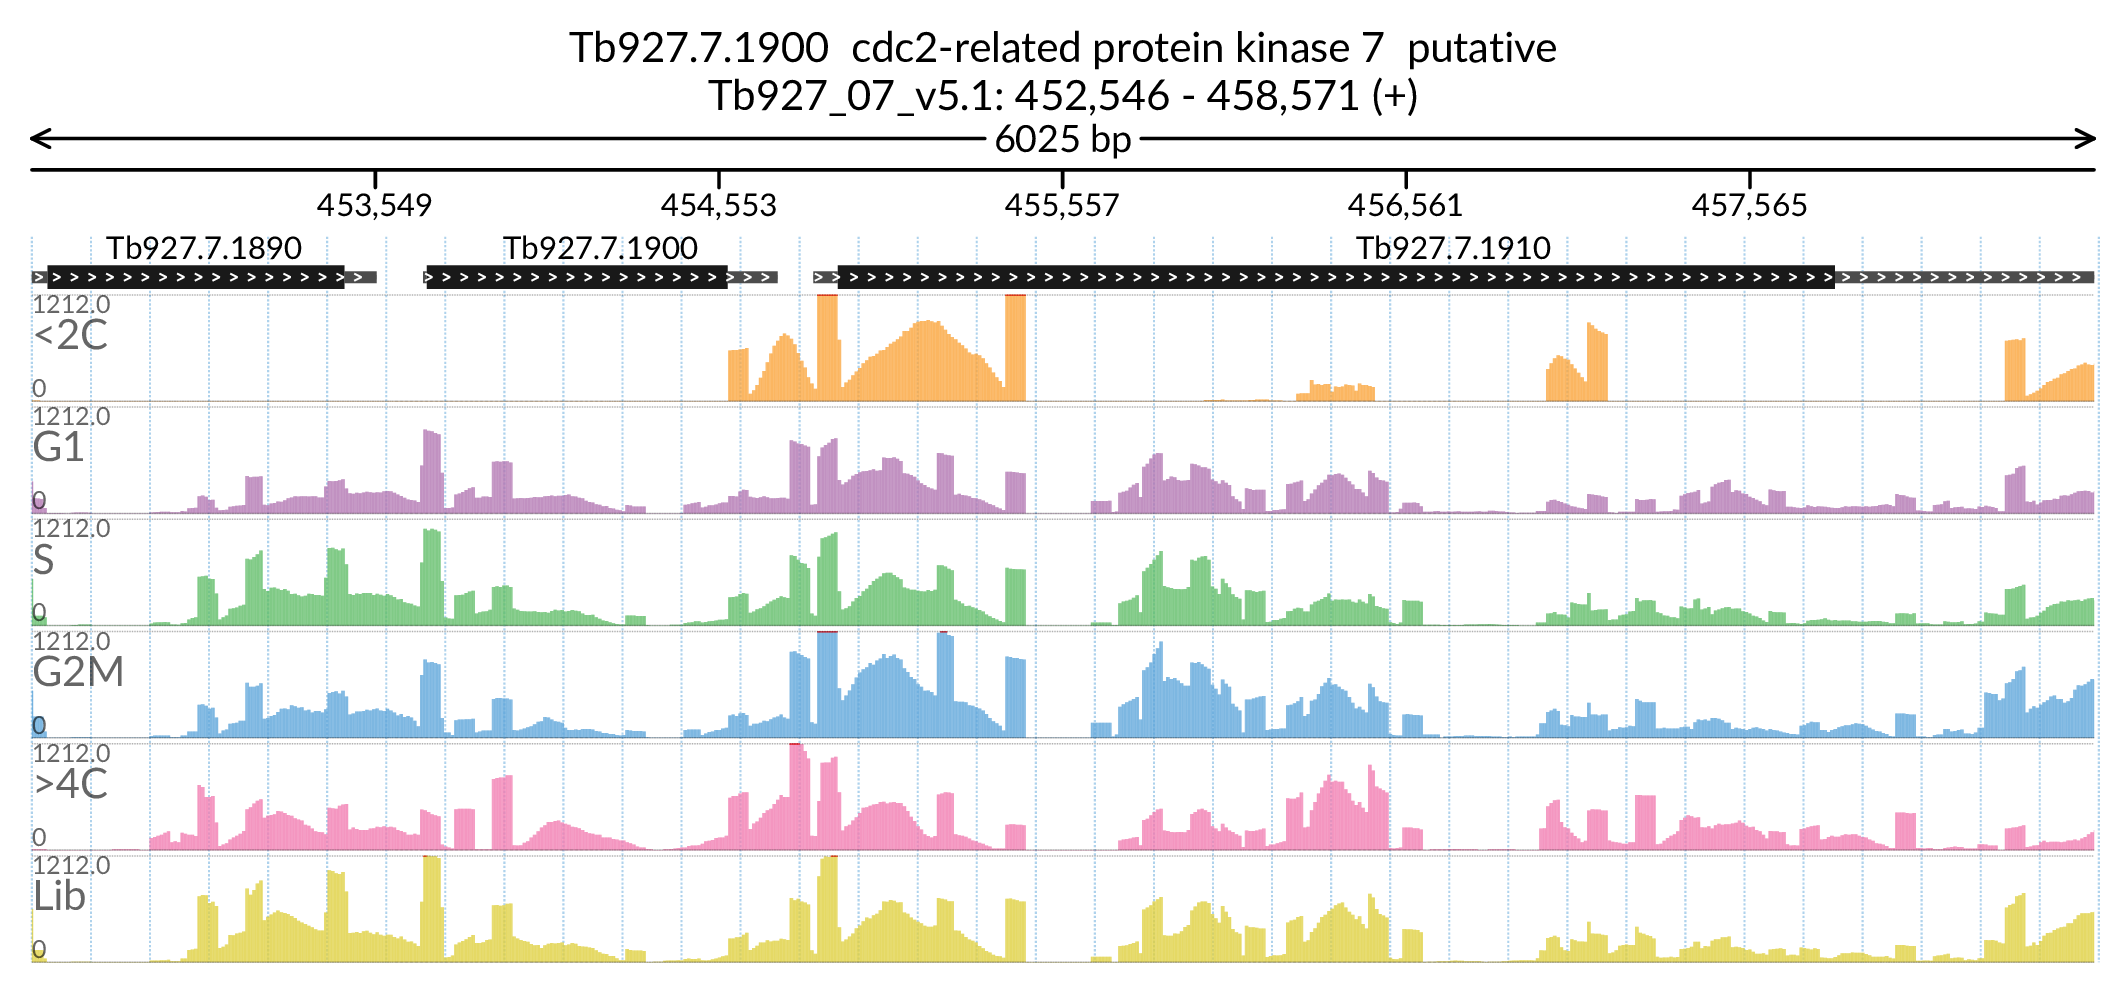 Tb927.7.1900  cdc2-related protein kinase 7  putative
Tb927_07_v5.1: 452,546 - 458,571 (+)
6025 bp
453,549 454,553 455,557 456,561 457,565
Tb927.7.1890 Tb927.7.1900 Tb927.7.1910
1212.0
<2C
0
1212.0
G1
0
1212.0
S
0
1212.0
G2M
0
1212.0
>4C
0
1212.0
Lib
0